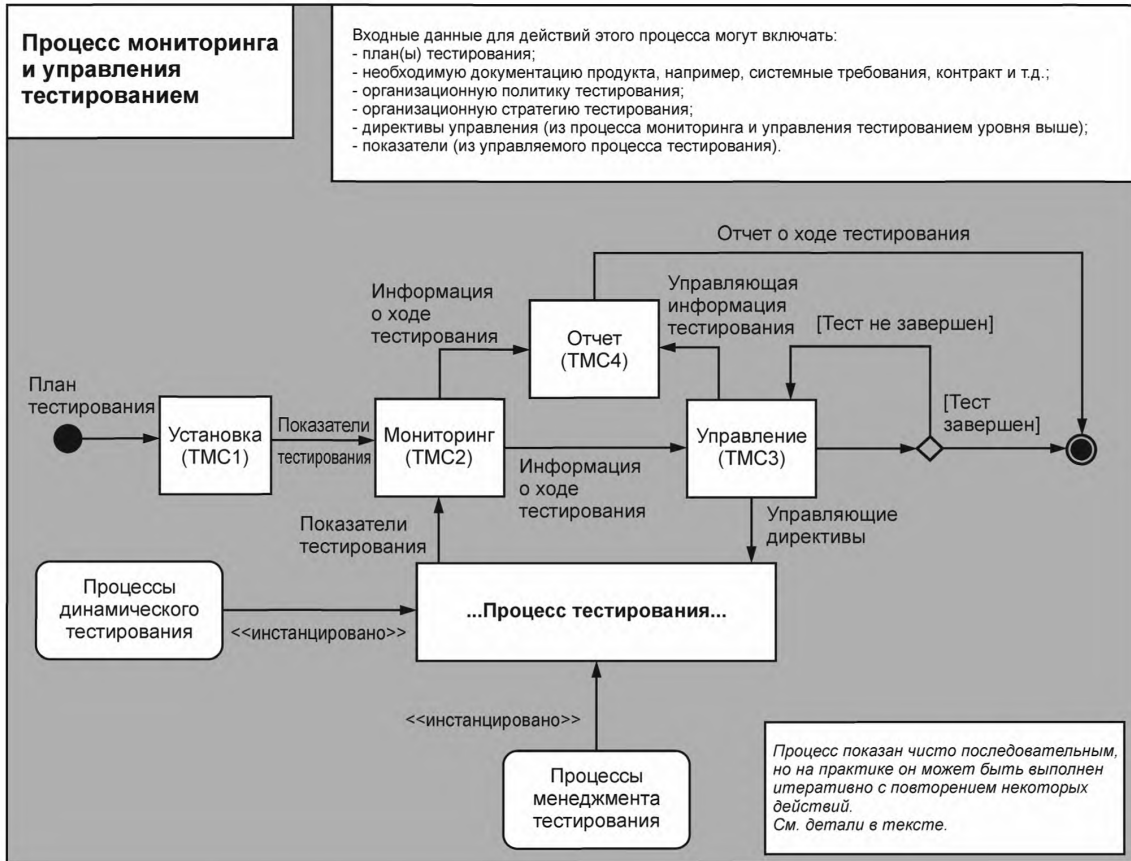 Процесс мониторинга
и управления
тестированием
Входные данные для действий этого процесса могут включать:
- план(ы) тестирования;
- необходимую документацию продукта, например, системные требования, контракт и т.д.;
- организационную политику тестирования;
- организационную стратегию тестирования;
- директивы управления (из процесса мониторинга и управления тестированием уровня выше);
- показатели (из управляемого процесса тестирования).
Отчет о ходе тестирования
Информация
о ходе
тестирования
Отчет
(ТМС4)
Управляющая
информация
тестирования
[Тест не завершен]
План
тестирования
Установка
(ТМС1)
Показатели
тестирования
Мониторинг
(ТМС2)
Информация
о ходе
тестирования
Управление
(ТМС3)
[Тест
завершен]
Показатели
тестирования
Управляющие
директивы
Процессы
динамического
тестирования
<<инстанцировано>>
...Процесс тестирования...
<<инстанцировано>>
Процессы
менеджмента
тестирования
Процесс показан чисто последовательным,
но на практике он может быть выполнен
итеративно с повторением некоторых
действий.
См. детали в тексте.